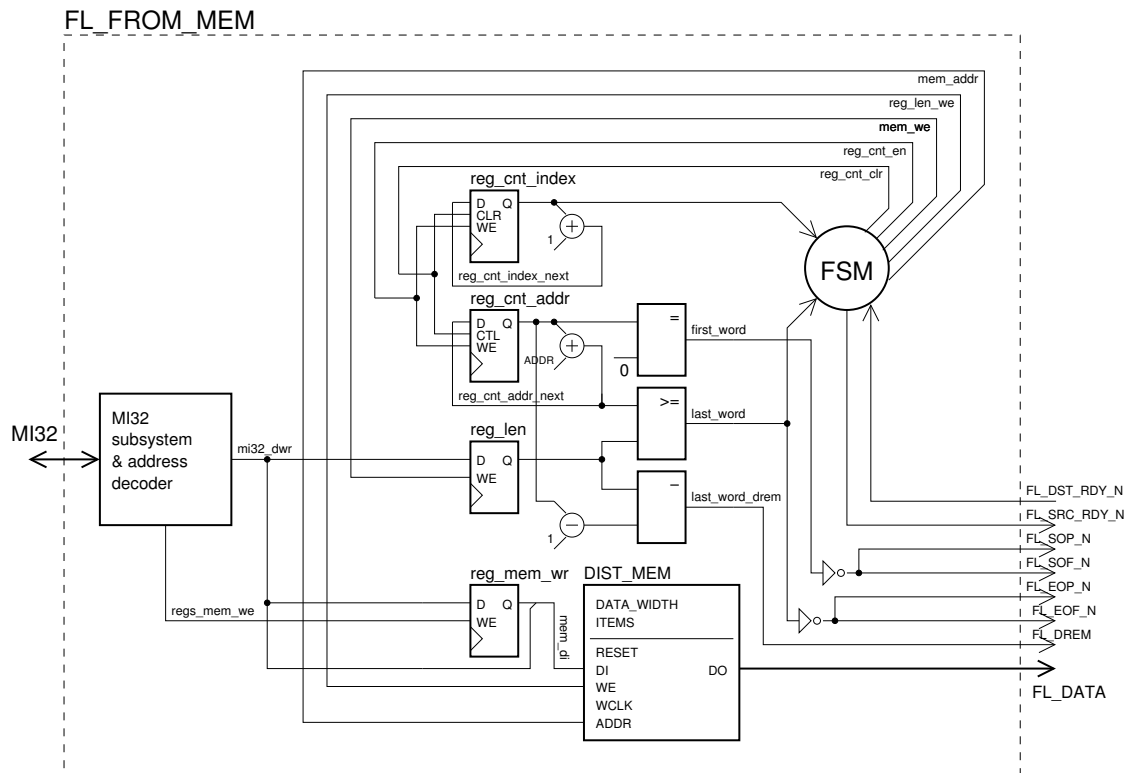 FL_FROM_MEM
mem_addr
reg_len_we
mem_we
reg_cnt_en
reg_cnt_clr
reg_cnt_index
D Q
CLR
WE
1
+
reg_cnt_index_next
FSM
reg_cnt_addr
D Q
CTL
WE
ADDR
+
=
0
first_word
reg_cnt_addr_next
>=
last_word
MI32
MI32
subsystem
& address
decoder
mi32_dwr
reg_len
D Q
WE
1
−
−
last_word_drem
FL_DST_RDY_N
FL_SRC_RDY_N
FL_SOP_N
FL_SOF_N
FL_EOP_N
FL_EOF_N
FL_DREM
FL_DATA
regs_mem_we
reg_mem_wr
D Q
WE
mem_di
DIST_MEM
DATA_WIDTH
ITEMS
RESET
DI DO
WE
WCLK
ADDR